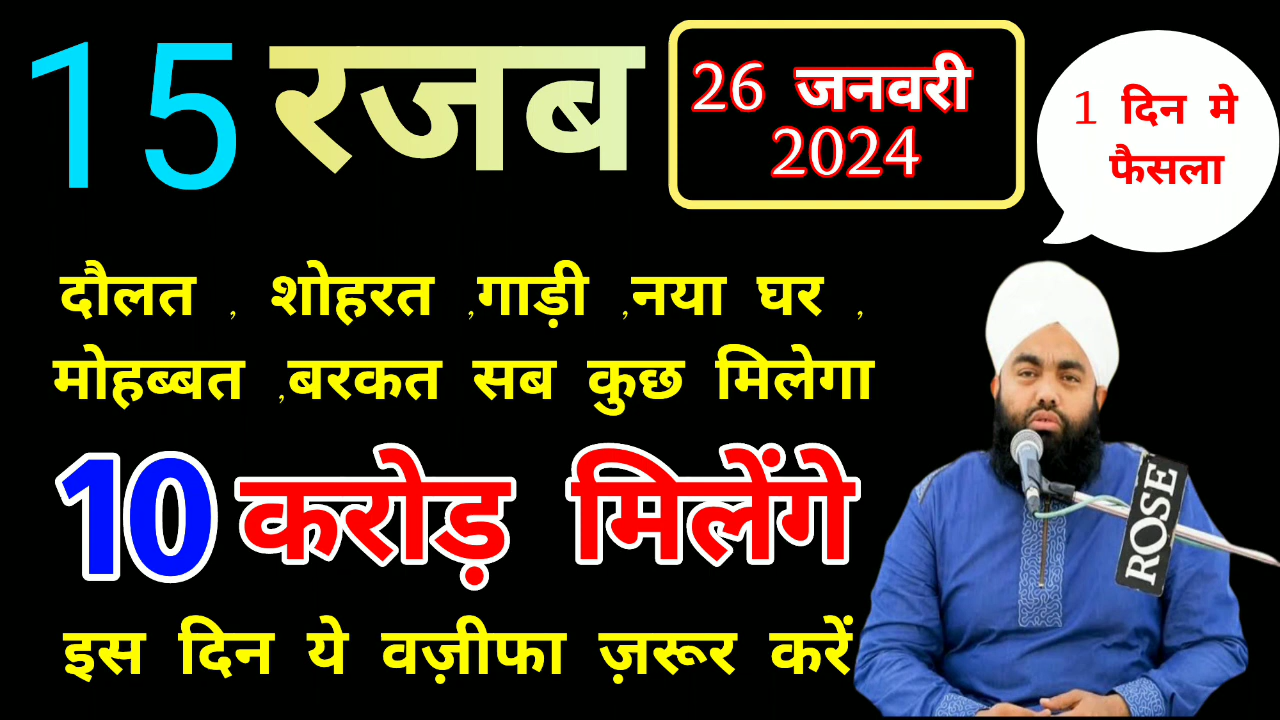 15 रजब
26 जनवरी
2024
1 दिन मे
फैसला
दौलत , शोहरत ,गाड़ी ,नया घर ,
मोहब्बत ,बरकत सब कुछ मिलेगा
10 करोड़ मिलेंगे
इस दिन ये वज़ीफा ज़रूर करें
ROSE